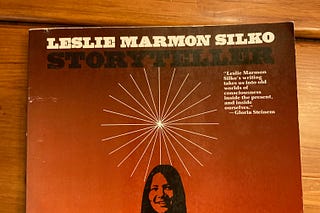 LESLIE MARMON SILKO
STORYTELLER
"Leslie Marmon
Silko's writing
takes us into old
worlds of
consciousness
inside the present,
and inside
ourselves."
—Gloria Steinem